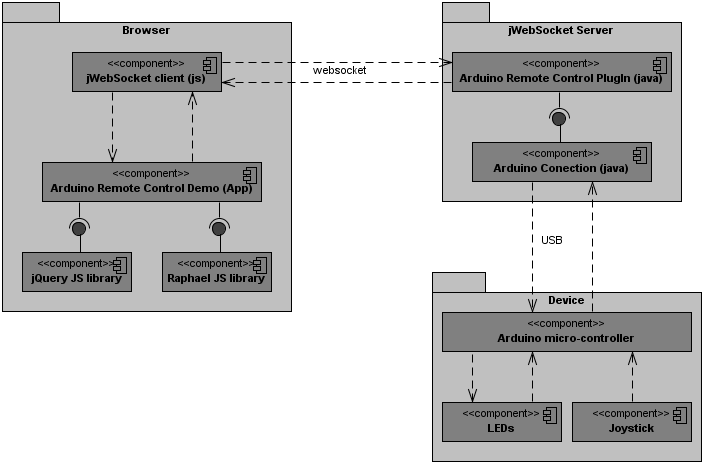 Browser
<<component>>
jWebSocket client (js)
<<component>>
Arduino Remote Control Demo (App)
<<component>>
jQuery JS library
<<component>>
Raphael JS library
websocket
jWebSocket Server
<<component>>
Arduino Remote Control PlugIn (java)
<<component>>
Arduino Conection (java)
USB
Device
<<component>>
Arduino micro-controller
<<component>>
LEDs
<<component>>
Joystick